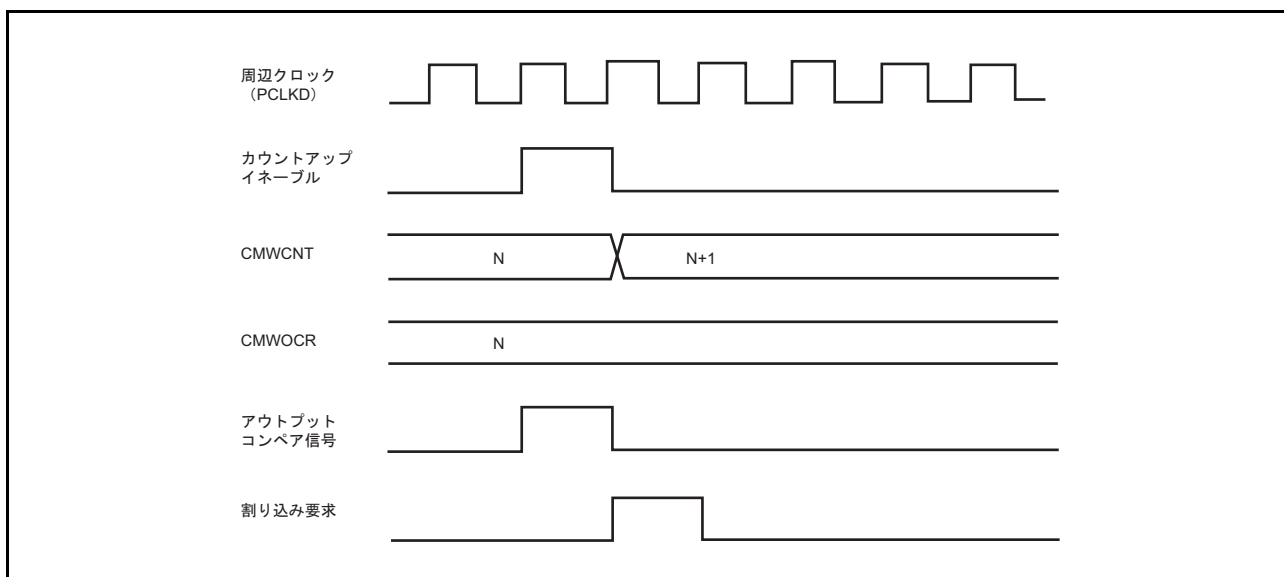 周辺クロック
（PCLKD）
カウントアップ
イネーブル
CMWCNT
N
N+1
CMWOCR
N
アウトプット
コンペア信号
割り込み要求